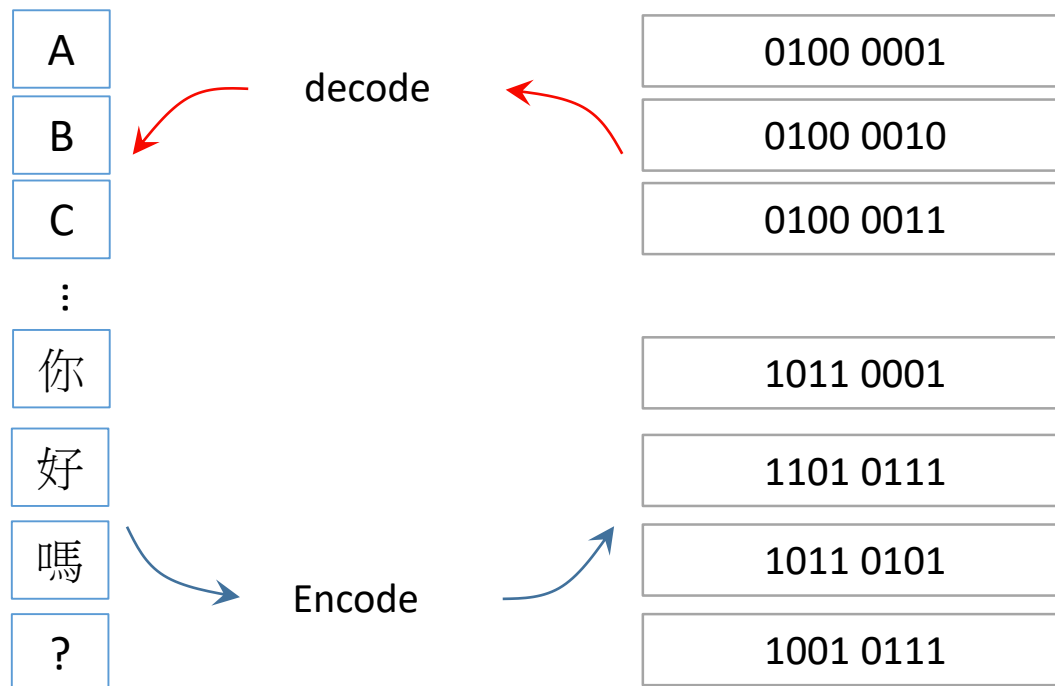 A
decode
0100 0001
B
0100 0010
C
0100 0011
...
你
1011 0001
好
1101 0111
嗎
1011 0101
Encode
?
1001 0111